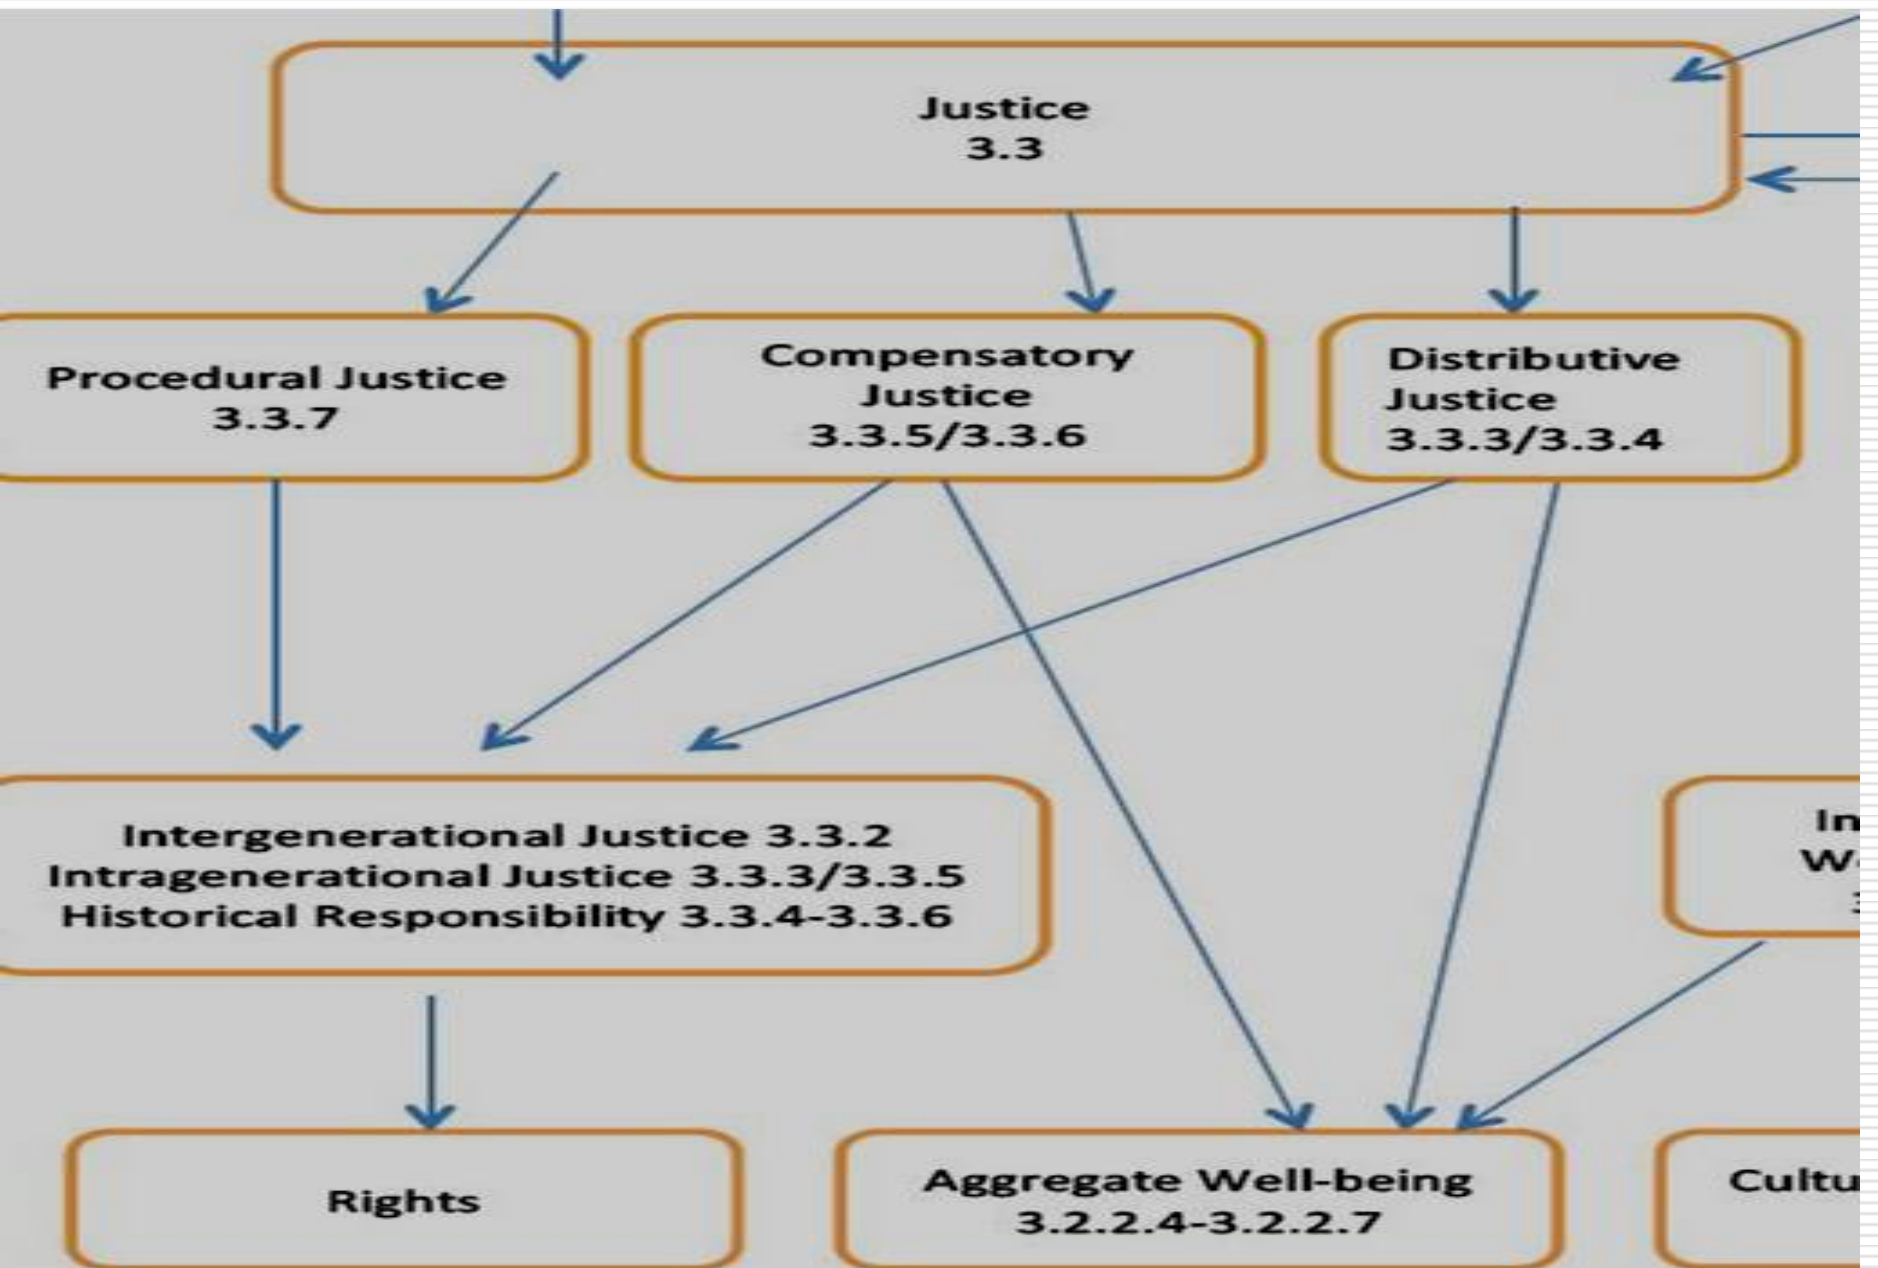 Justice
3.3
Procedural Justice
3.3.7
Compensatory
Justice
3.3.5/3.3.6
Distributive
Justice
3.3.3/3.3.4
Intergenerational Justice 3.3.2
Intragenerational Justice 3.3.3/3.3.5
Historical Responsibility 3.3.4-3.3.6
Rights
Aggregate Well-being
3.2.2.4-3.2.2.7